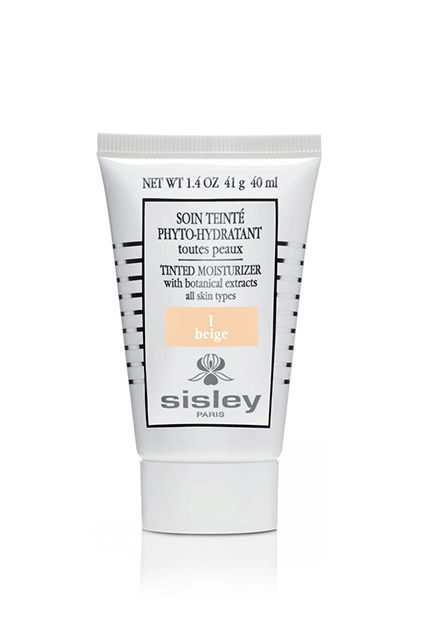 NET WT 1.4 OZ 41 g 40 ml
SOIN TEINTÉ
PHYTO-HYDRATANT
toutes peaux
TINTED MOISTURIZER
with botanical extracts
all skin types
1
beige
sisley
PARIS